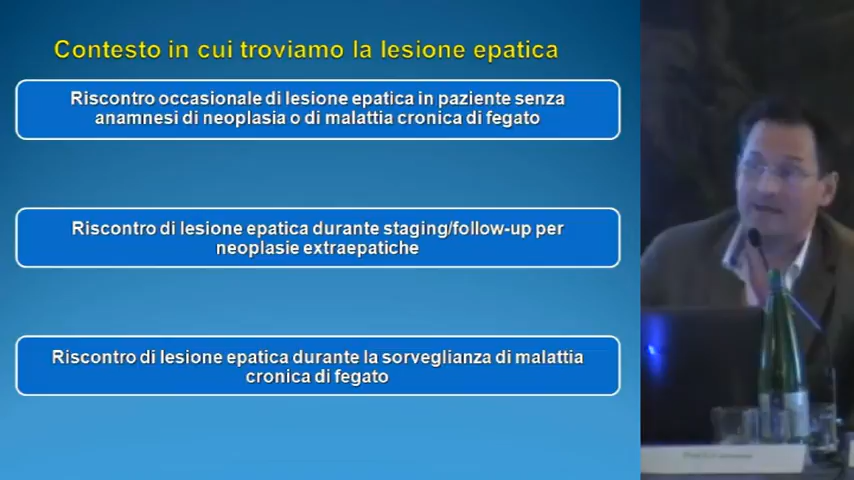 Contesto in cui troviamo la lesione epatica
Riscontro occasionale di lesione epatica in paziente senza
anamnesi di neoplasia o di malattia cronica di fegato
Riscontro di lesione epatica durante staging/follow-up per
neoplasie extraepatiche
Riscontro di lesione epatica durante la sorveglianza di malattia
cronica di fegato